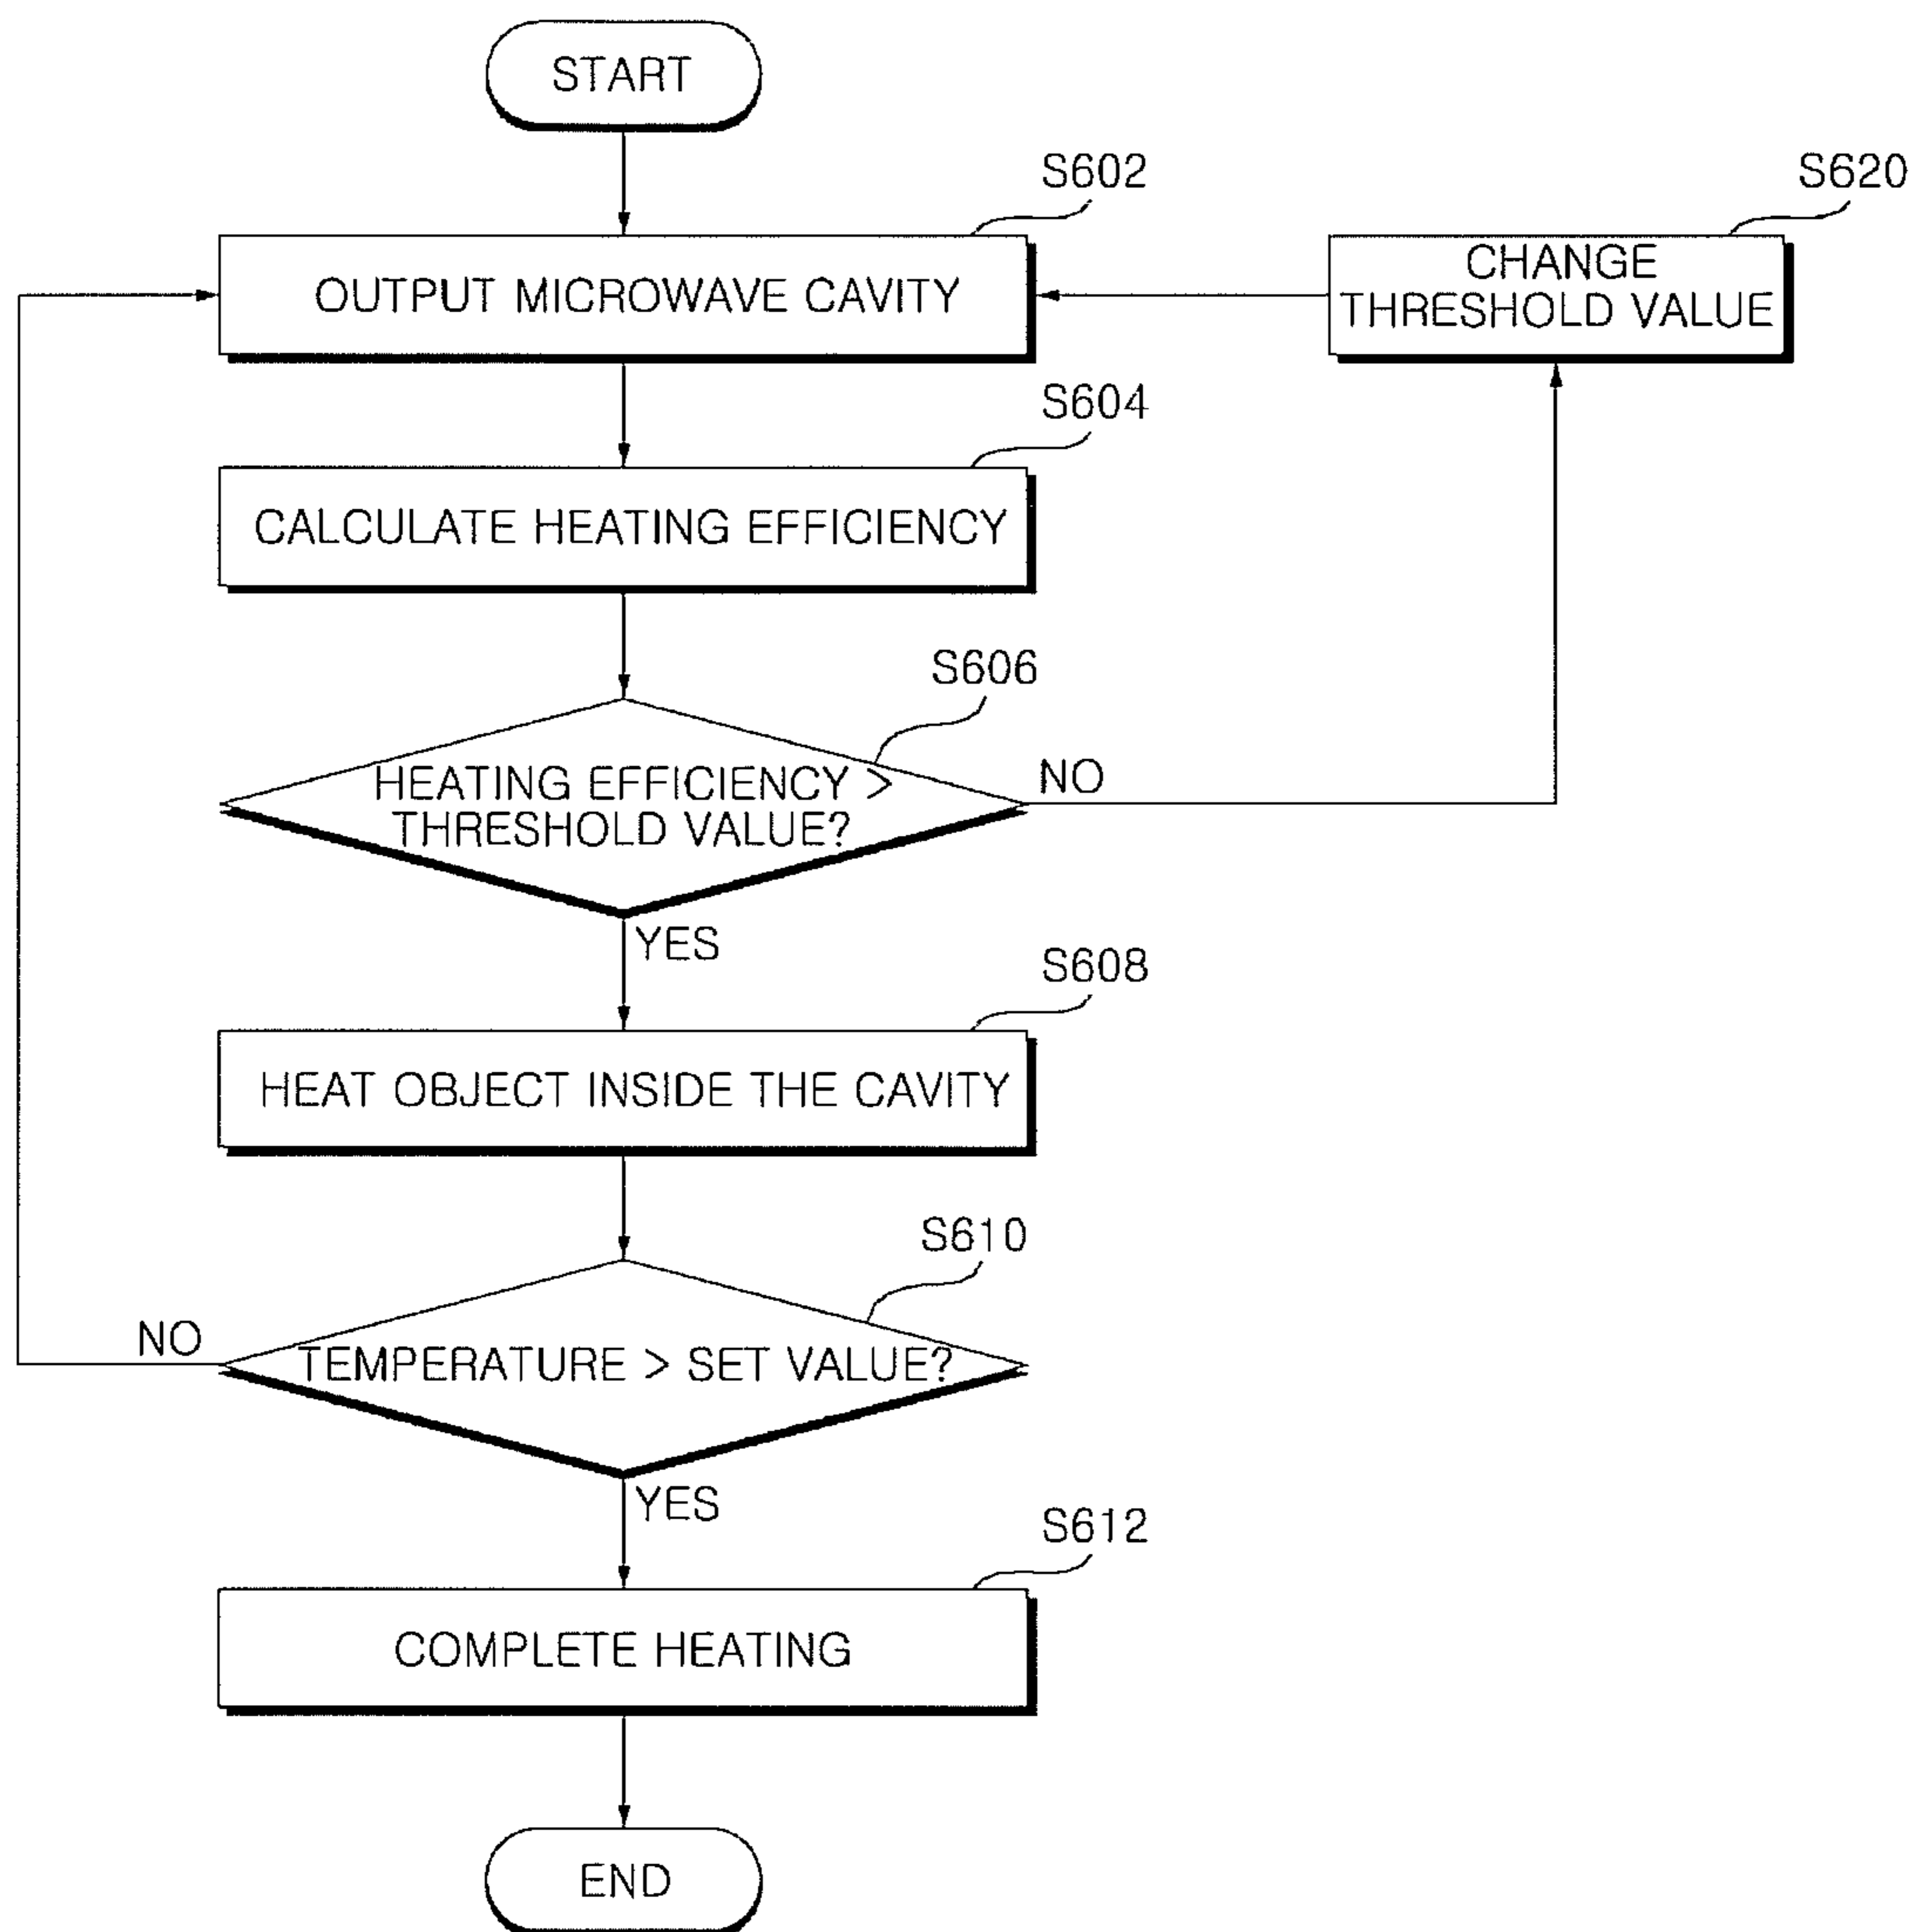 START
S602
S620
OUTPUT MICROWAVE CAVITY
CHANGE
THRESHOLD VALUE
S604
CALCULATE HEATING EFFICIENCY
S606
HEATING EFFICIENCY >
THRESHOLD VALUE?
NO
YES
S608
HEAT OBJECT INSIDE THE CAVITY
S610
NO
TEMPERATURE > SET VALUE?
YES
S612
COMPLETE HEATING
END